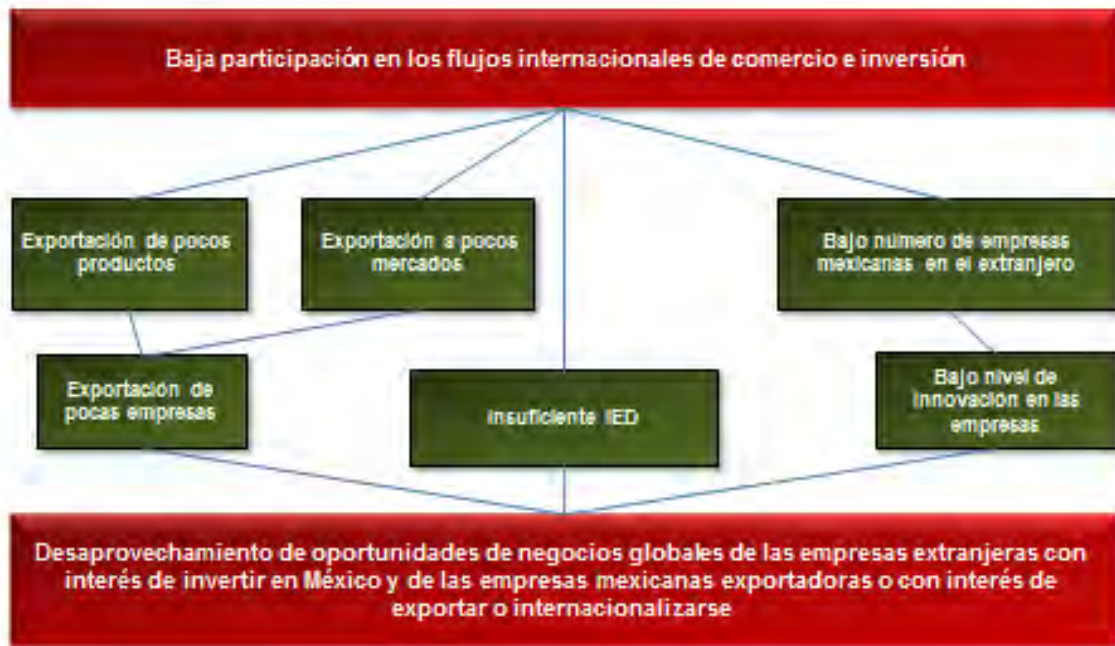 Baja participación en los flujos internacionales de comercio e inversión
Exportación de pocos
productos
Exportación a pocos
mercados
Bajo número de empresas
mexicanas en el extranjero
Exportación de
pocas empresas
Insuficiente IED
Bajo nivel de
innovación en las
empresas
Desaprovechamiento de oportunidades de negocios globales de las empresas extranjeras con
interés de invertir en México y de las empresas mexicanas exportadoras o con interés de
exportar o internacionalizarse